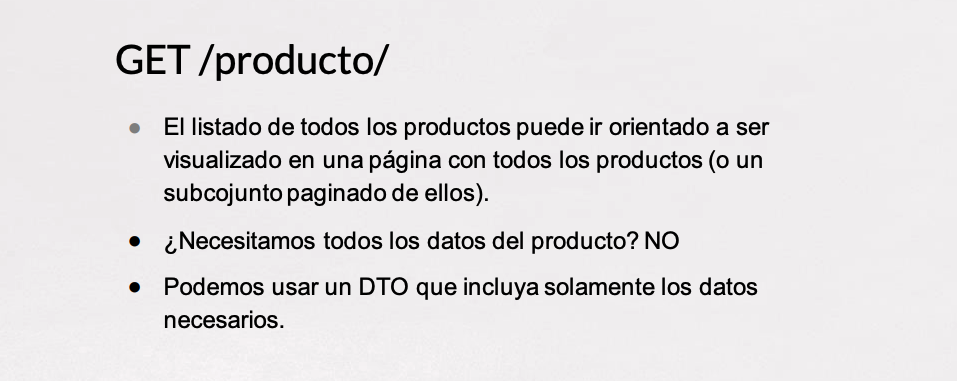 GET /producto/
● El listado de todos los productos puede ir orientado a ser
visualizado en una página con todos los productos (o un
subcojunto paginado de ellos).
● ¿Necesitamos todos los datos del producto? NO
● Podemos usar un DTO que incluya solamente los datos
necesarios.